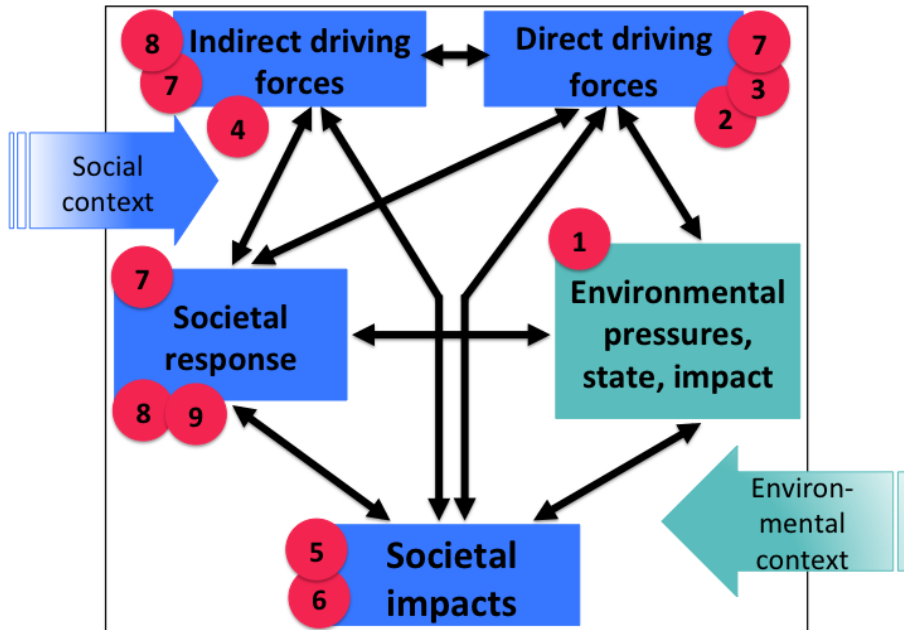 8
Indirect driving
forces
7
4
Direct driving
forces
7
3
2
Social
context
7
Societal
response
8
9
1
Environmental
pressures,
state, impact
5
6
Societal
impacts
Environ-
mental
context